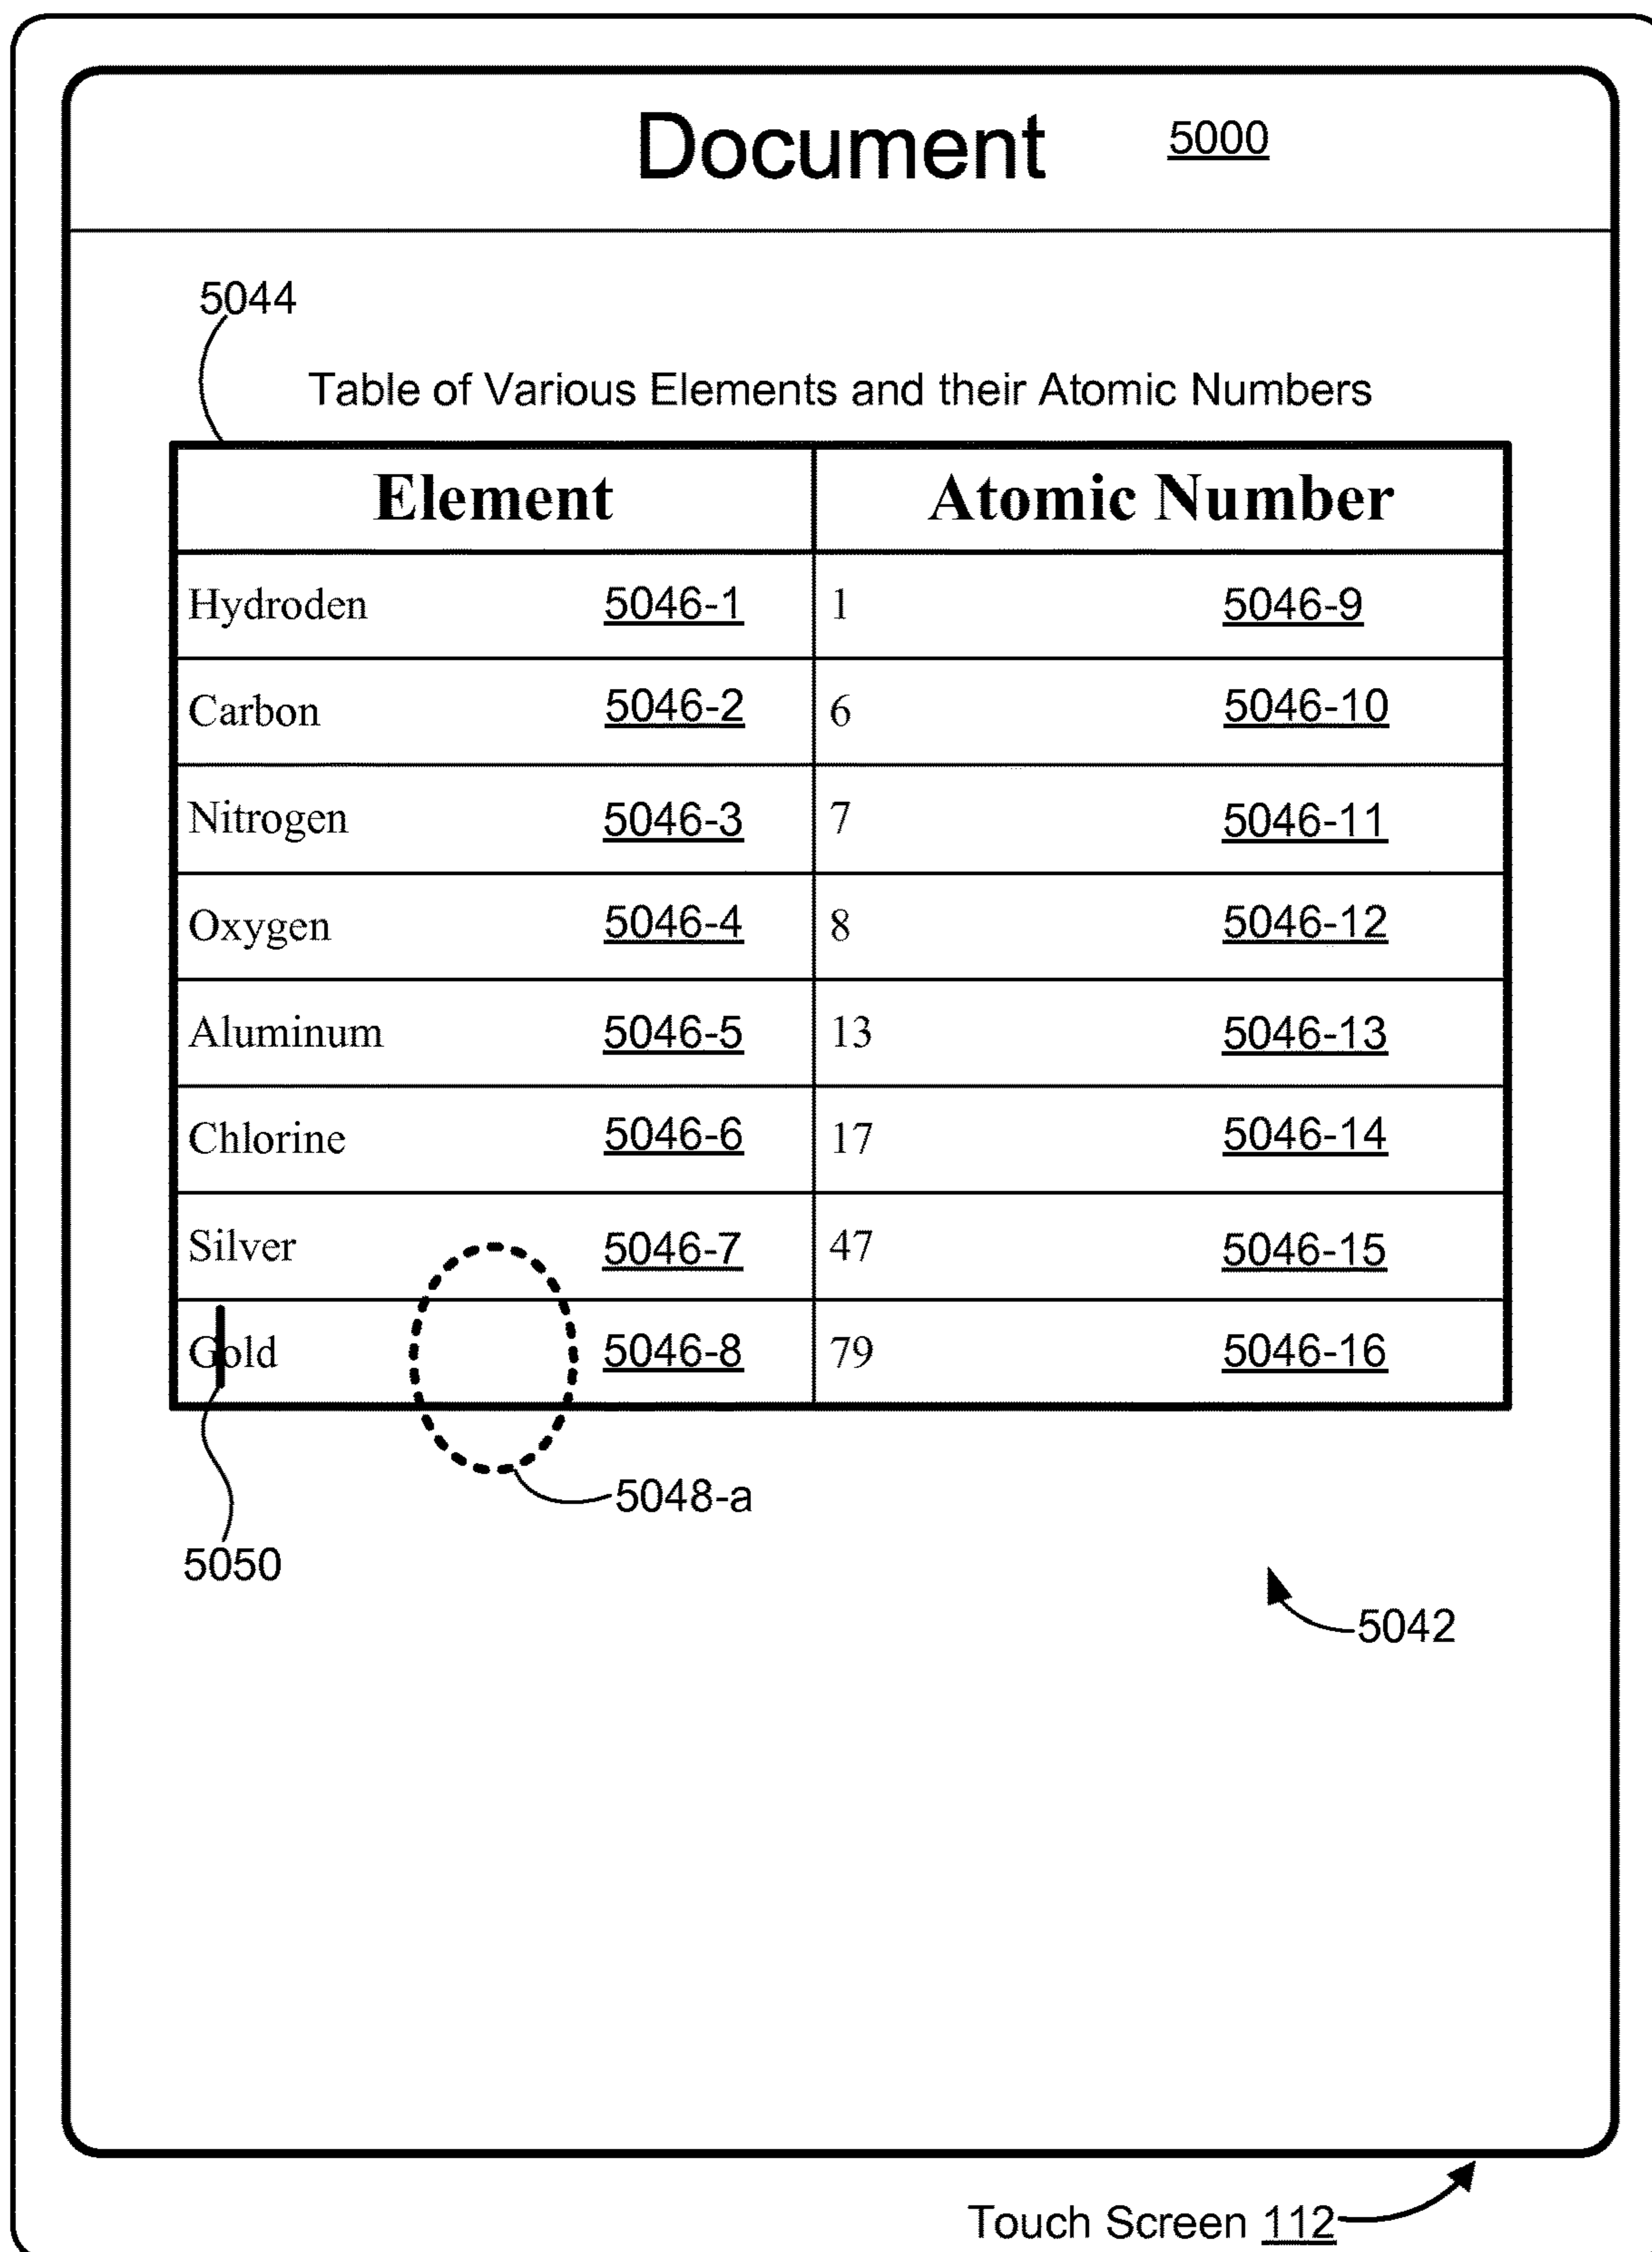 Document 5000
5044
Table of Various Elements and their Atomic Numbers
Element Atomic Number
Hydroden 5046-1 1 5046-9
Carbon 5046-2 6 5046-10
Nitrogen 5046-3 7 5046-11
Oxygen 5046-4 8 5046-12
Aluminum 5046-5 13 5046-13
Chlorine 5046-6 17 5046-14
Silver 5046-7 47 5046-15
Gold 5046-8 79 5046-16
5048-a
5050
5042
Touch Screen 112